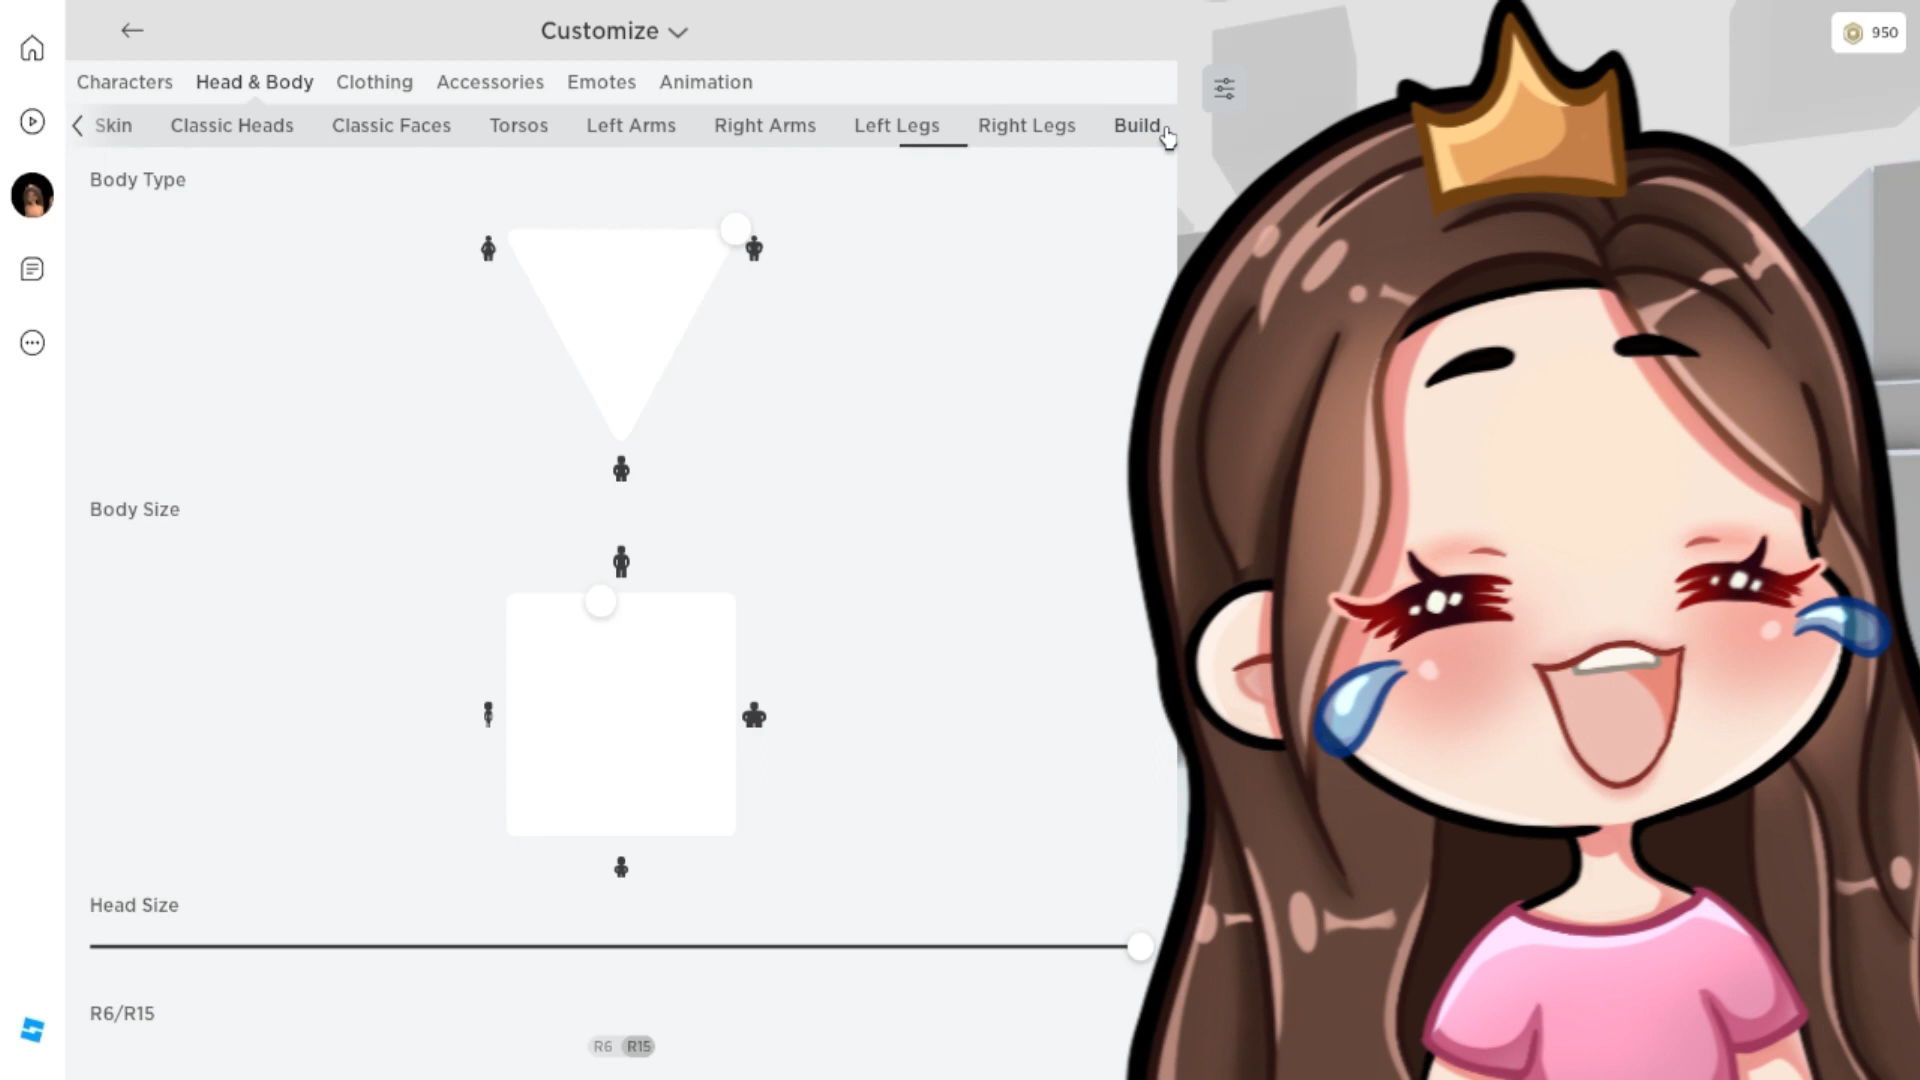 Customize
950
Characters Head & Body Clothing Accessories Emotes Animation
Skin Classic Heads Classic Faces Torsos Left Arms Right Arms Left Legs Right Legs Build
Body Type
Body Size
Head Size
R6/R15
R6 R15